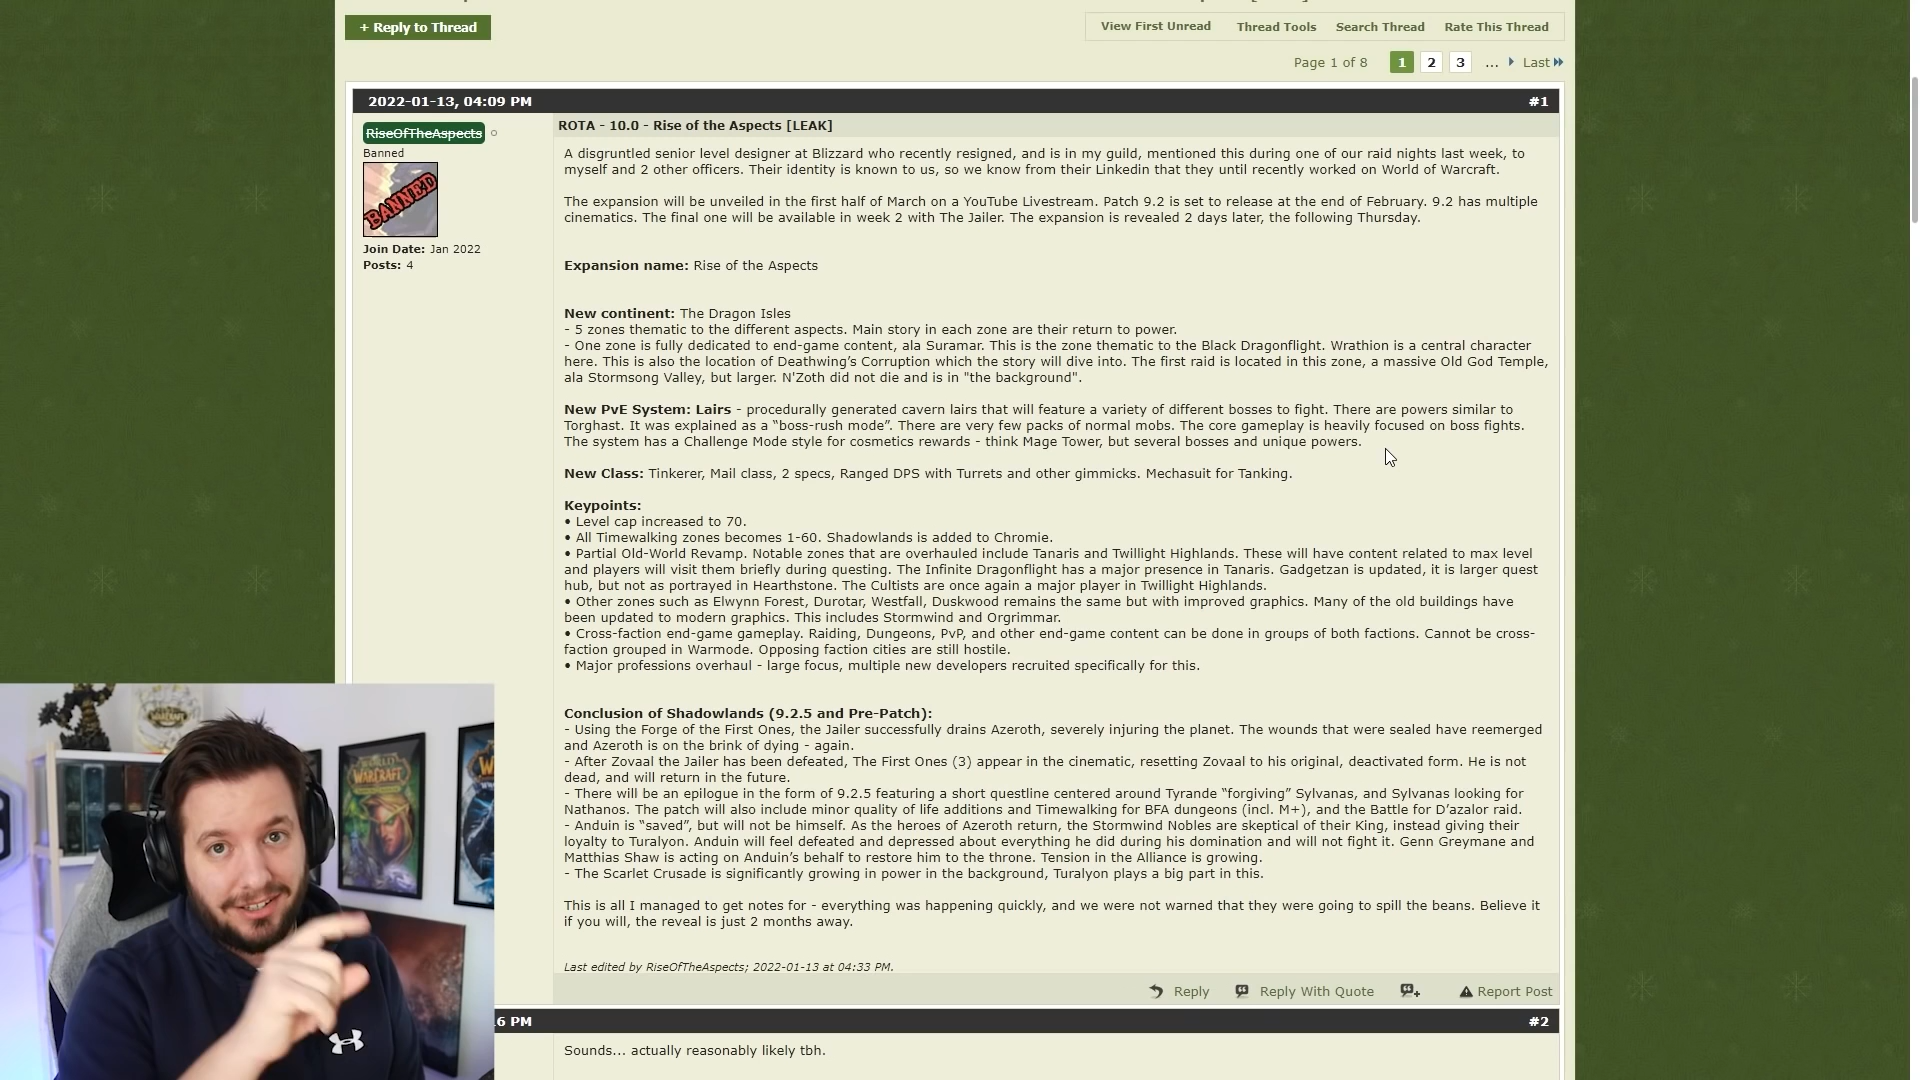 + Reply to Thread
View First Unread Thread Tools Search Thread Rate This Thread
Page 1 of 8 1 2 3 ... Last
2022-01-13, 04:09 PM #1
RiseOfTheAspects
Banned
BANNED
Join Date: Jan 2022
Posts: 4
ROTA - 10.0 - Rise of the Aspects [LEAK]
A disgruntled senior level designer at Blizzard who recently resigned, and is in my guild, mentioned this during one of our raid nights last week, to
myself and 2 other officers. Their identity is known to us, so we know from their Linkedin that they until recently worked on World of Warcraft.
The expansion will be unveiled in the first half of March on a YouTube Livestream. Patch 9.2 is set to release at the end of February. 9.2 has multiple
cinematics. The final one will be available in week 2 with The Jailer. The expansion is revealed 2 days later, the following Thursday.
Expansion name: Rise of the Aspects
New continent: The Dragon Isles
- 5 zones thematic to the different aspects. Main story in each zone are their return to power.
- One zone is fully dedicated to end-game content, ala Suramar. This is the zone thematic to the Black Dragonflight. Wrathion is a central character
here. This is also the location of Deathwing’s Corruption which the story will dive into. The first raid is located in this zone, a massive Old God Temple,
ala Stormsong Valley, but larger. N'Zoth did not die and is in "the background".
New PvE System: Lairs - procedurally generated cavern lairs that will feature a variety of different bosses to fight. There are powers similar to
Torghast. It was explained as a “boss-rush mode”. There are very few packs of normal mobs. The core gameplay is heavily focused on boss fights.
The system has a Challenge Mode style for cosmetics rewards - think Mage Tower, but several bosses and unique powers.
New Class: Tinkerer, Mail class, 2 specs, Ranged DPS with Turrets and other gimmicks. Mechasuit for Tanking.
Keypoints:
• Level cap increased to 70.
• All Timewalking zones becomes 1-60. Shadowlands is added to Chromie.
• Partial Old-World Revamp. Notable zones that are overhauled include Tanaris and Twillight Highlands. These will have content related to max level
and players will visit them briefly during questing. The Infinite Dragonflight has a major presence in Tanaris. Gadgetzan is updated, it is larger quest
hub, but not as portrayed in Hearthstone. The Cultists are once again a major player in Twillight Highlands.
• Other zones such as Elwynn Forest, Durotar, Westfall, Duskwood remains the same but with improved graphics. Many of the old buildings have
been updated to modern graphics. This includes Stormwind and Orgrimmar.
• Cross-faction end-game gameplay. Raiding, Dungeons, PvP, and other end-game content can be done in groups of both factions. Cannot be cross-
faction grouped in Warmode. Opposing faction cities are still hostile.
• Major professions overhaul - large focus, multiple new developers recruited specifically for this.
Conclusion of Shadowlands (9.2.5 and Pre-Patch):
- Using the Forge of the First Ones, the Jailer successfully drains Azeroth, severely injuring the planet. The wounds that were sealed have reemerged
and Azeroth is on the brink of dying - again.
- After Zovaal the Jailer has been defeated, The First Ones (3) appear in the cinematic, resetting Zovaal to his original, deactivated form. He is not
dead, and will return in the future.
- There will be an epilogue in the form of 9.2.5 featuring a short questline centered around Tyrande “forgiving” Sylvanas, and Sylvanas looking for
Nathanos. The patch will also include minor quality of life additions and Timewalking for BFA dungeons (incl. M+), and the Battle for D’azalor raid.
- Anduin is “saved”, but will not be himself. As the heroes of Azeroth return, the Stormwind Nobles are skeptical of their King, instead giving their
loyalty to Turalyon. Anduin will feel defeated and depressed about everything he did during his domination and will not fight it. Genn Greymane and
Matthias Shaw is acting on Anduin’s behalf to restore him to the throne. Tension in the Alliance is growing.
- The Scarlet Crusade is significantly growing in power in the background, Turalyon plays a big part in this.
This is all I managed to get notes for - everything was happening quickly, and we were not warned that they were going to spill the beans. Believe it
if you will, the reveal is just 2 months away.
Last edited by RiseOfTheAspects; 2022-01-13 at 04:33 PM.
Reply Reply With Quote Report Post
6 PM #2
Sounds... actually reasonably likely tbh.
WARCRAFT